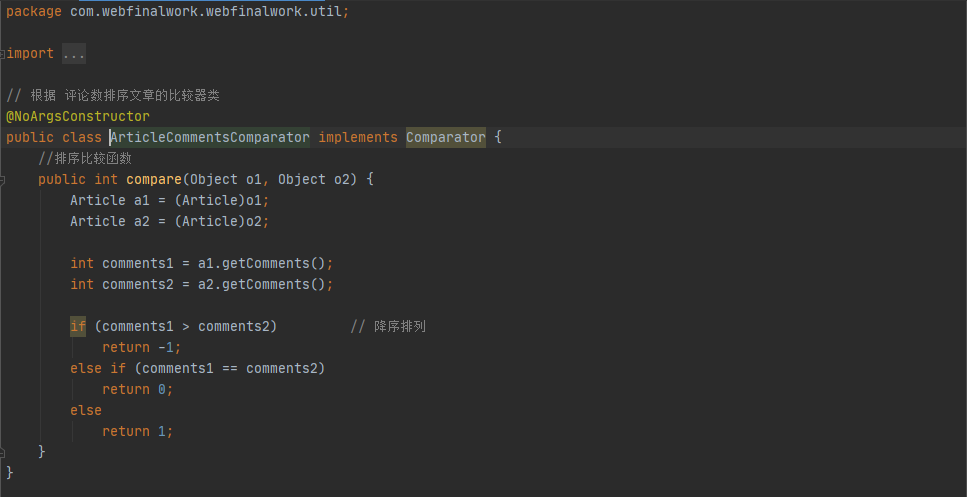 package com.webfinalwork.webfinalwork.util;
import ...
// 根据 评论数排序文章的比较器类
@NoArgsConstructor
public class ArticleCommentsComparator implements Comparator {
//排序比较函数
public int compare(Object o1, Object o2) {
Article a1 = (Article)o1;
Article a2 = (Article)o2;
int comments1 = a1.getComments();
int comments2 = a2.getComments();
if (comments1 > comments2) // 降序排列
return -1;
else if (comments1 == comments2)
return 0;
else
return 1;
}
}